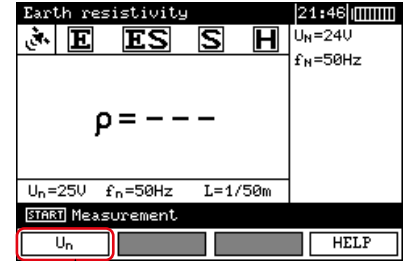 Earth resistivity 21:46
E ES S H
UN=24V
fN=50Hz
ρ=---
Un=25V fn=50Hz L=1/50m
START Measurement
Un HELP